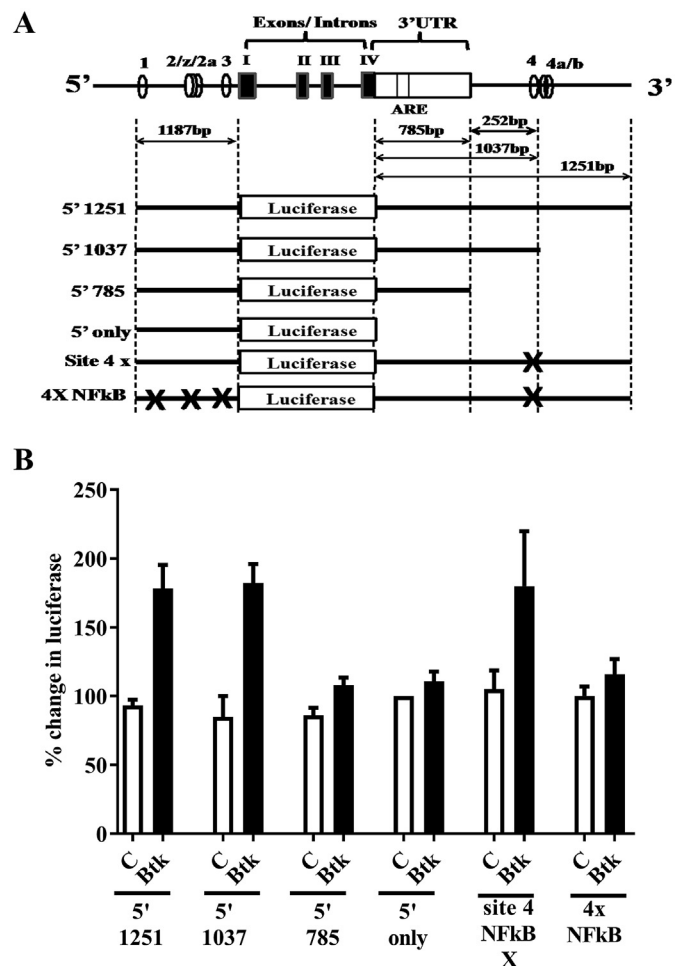 A
Exons/ Introns
3'UTR
1
2/z/2a
3
I
II
III
IV
4
4a/b
5'
3'
ARE
1187bp
785bp
252bp
1037bp
1251bp
5' 1251
Luciferase
5' 1037
Luciferase
5' 785
Luciferase
5' only
Luciferase
Site 4 x
Luciferase
X
4X NFkB
X X X
Luciferase
X
B
% change in luciferase
250
200
150
100
50
0
C
Btk
C
Btk
C
Btk
C
Btk
C
Btk
C
Btk
5'
1251
5'
1037
5'
785
5'
only
site 4
NFkB
X
4x
NFkB